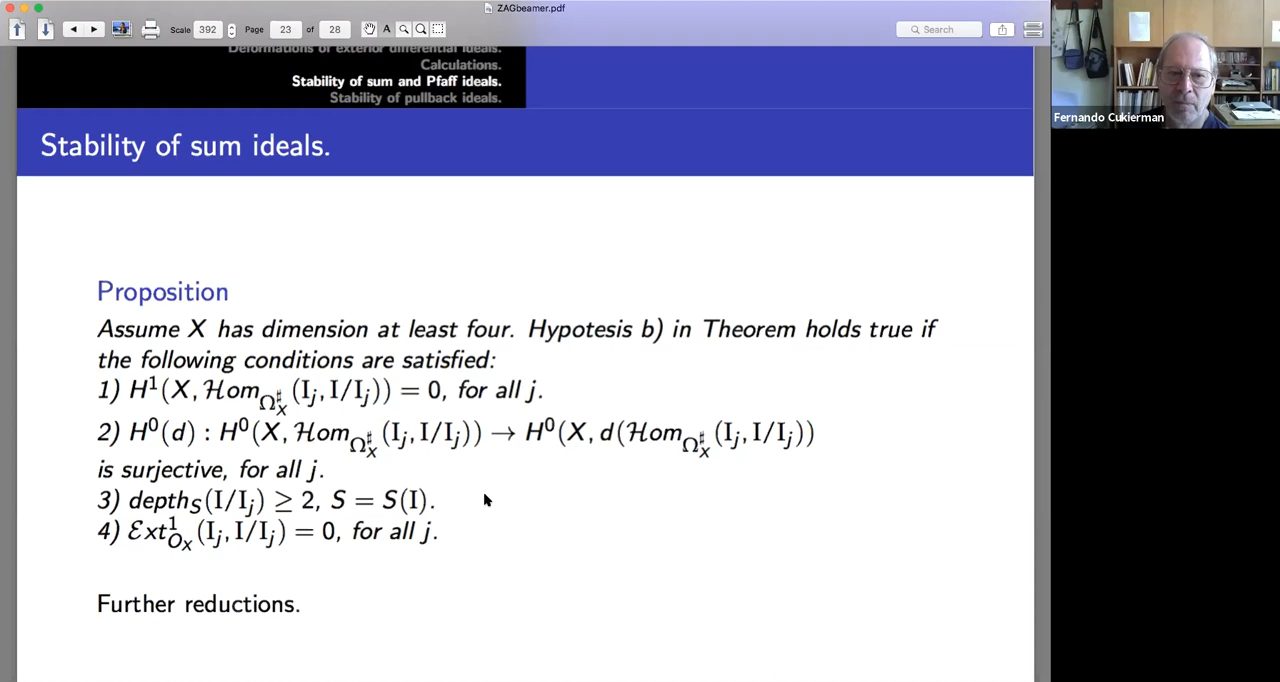 ZAGbeamer.pdf
Scale 392 Page 23 of 28 A Search
Deformations of exterior differential ideals.
Calculations.
Stability of sum and Pfaff ideals.
Stability of pullback ideals.
Fernando Cukierman
Stability of sum ideals.
Proposition
Assume X has dimension at least four. Hypotesis b) in Theorem holds true if
the following conditions are satisfied:
1) H¹(X, ℋom_{Ω_X^♯}(I_j, I/I_j)) = 0, for all j.
2) H⁰(d) : H⁰(X, ℋom_{Ω_X^♯}(I_j, I/I_j)) → H⁰(X, d(ℋom_{Ω_X^♯}(I_j, I/I_j))
is surjective, for all j.
3) depth_S(I/I_j) ≥ 2, S = S(I).
4) ℰxt¹_{O_X}(I_j, I/I_j) = 0, for all j.
Further reductions.